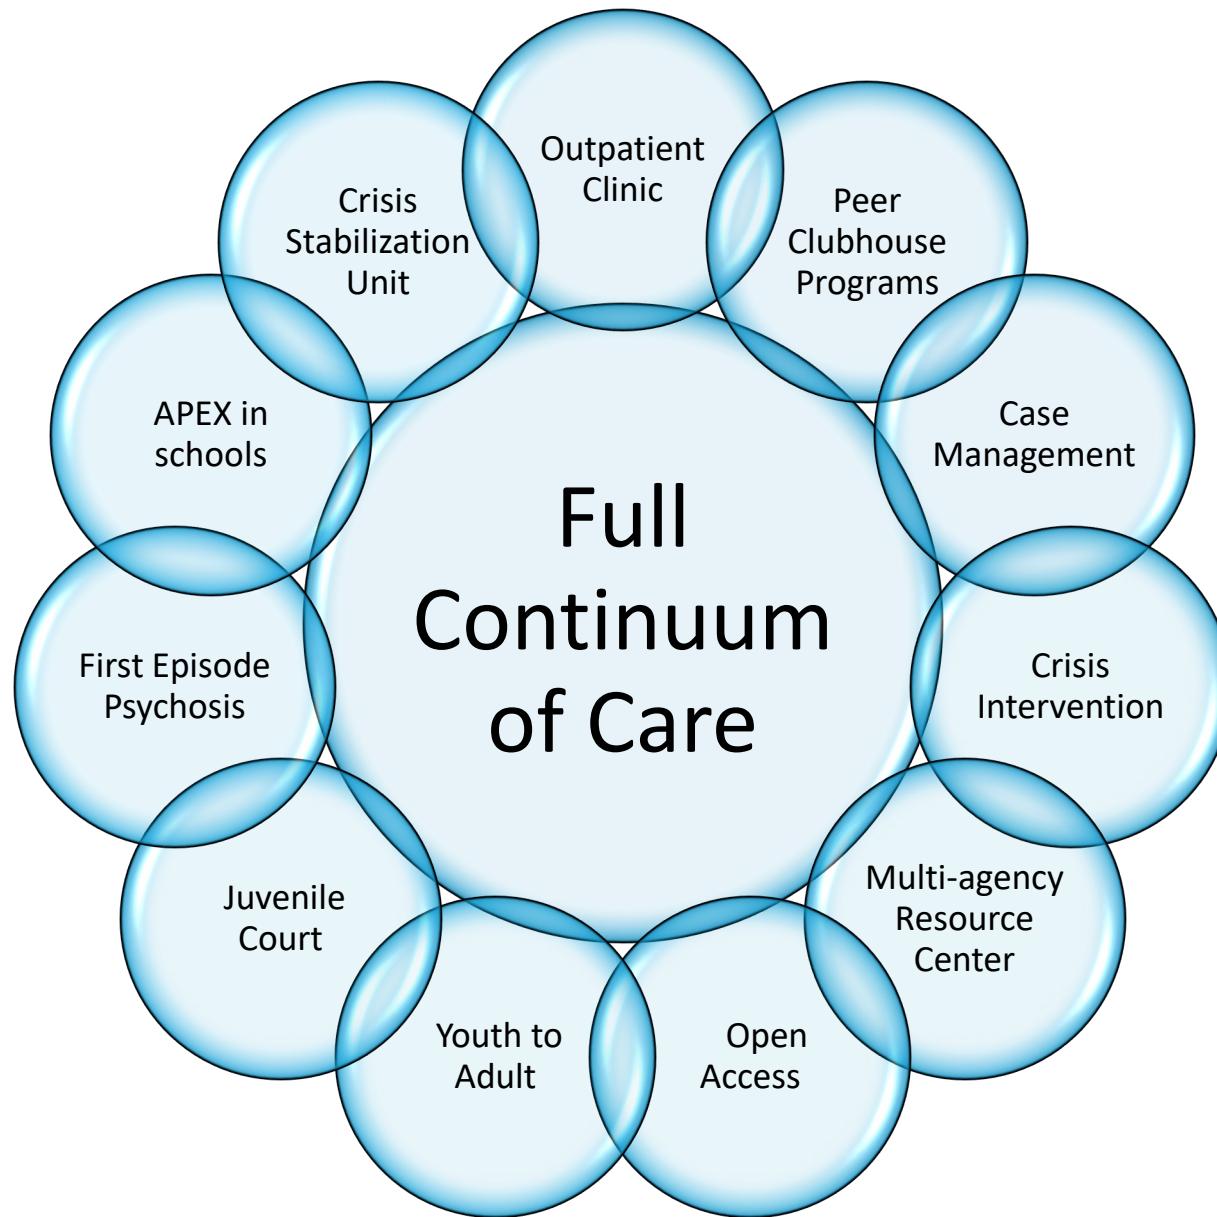 Outpatient
Clinic
Peer
Clubhouse
Programs
Case
Management
Crisis
Intervention
Multi-agency
Resource
Center
Open
Access
Youth to
Adult
Juvenile
Court
First Episode
Psychosis
APEX in
schools
Crisis
Stabilization
Unit
Full
Continuum
of Care